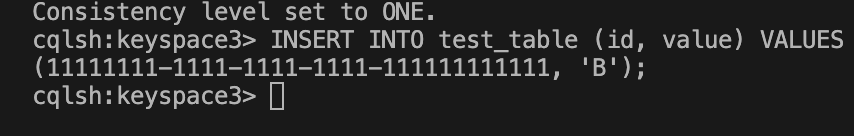 Consistency level set to ONE.
cqlsh:keyspace3> INSERT INTO test_table (id, value) VALUES
(11111111-1111-1111-1111-111111111111, 'B');
cqlsh:keyspace3>